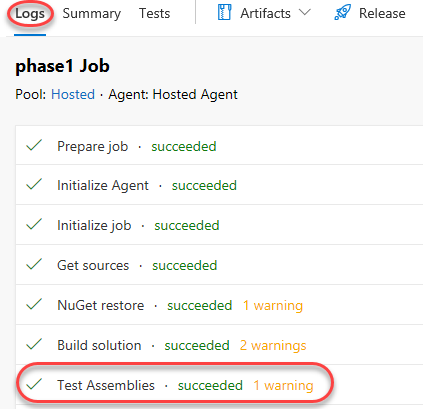 Logs Summary Tests Artifacts Release
phase1 Job
Pool: Hosted · Agent: Hosted Agent
Prepare job · succeeded
Initialize Agent · succeeded
Initialize job · succeeded
Get sources · succeeded
NuGet restore · succeeded 1 warning
Build solution · succeeded 2 warnings
Test Assemblies · succeeded 1 warning